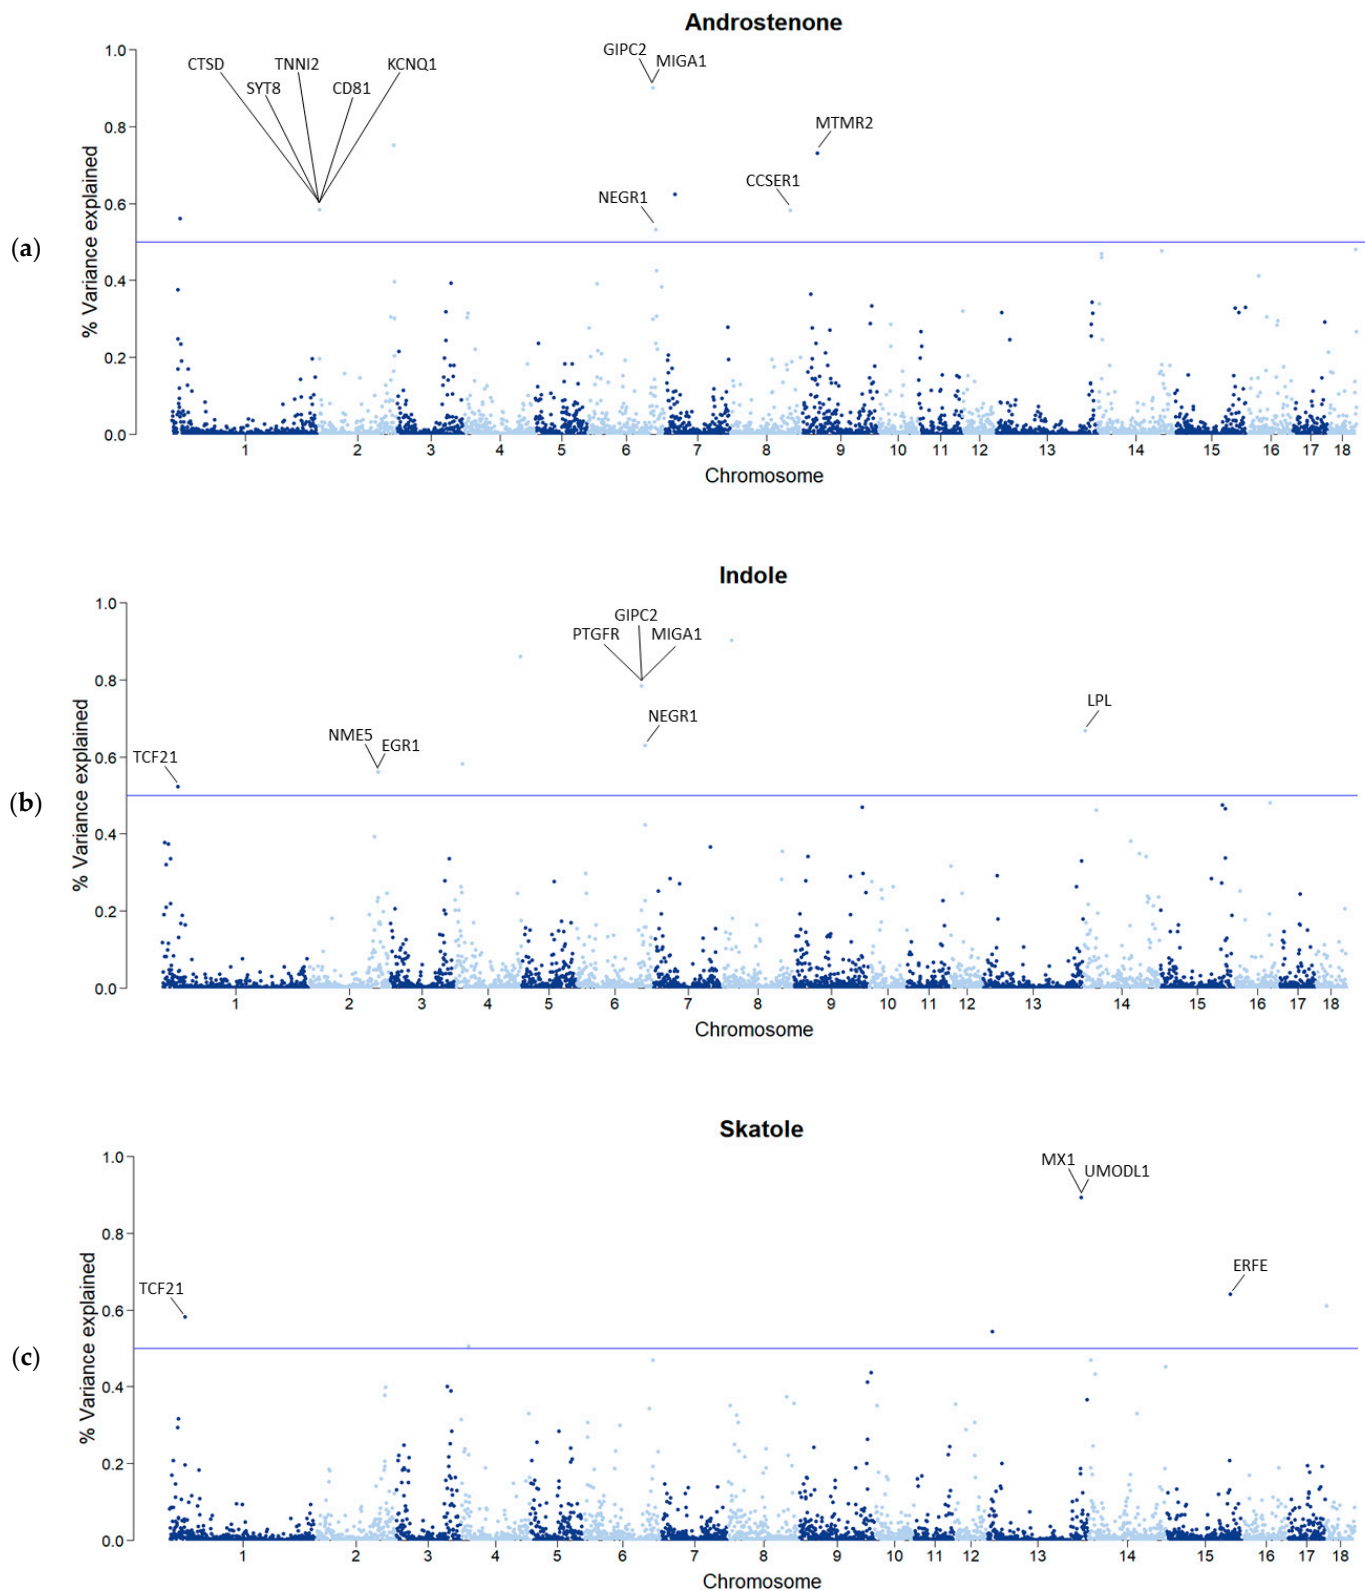 Androstenone
(a)
% Variance explained
1.0
0.8
0.6
0.4
0.2
0.0
CTSD
SYT8
TNNI2
CD81
KCNQ1
GIPC2
MIGA1
NEGR1
CCSER1
MTMR2
1 2 3 4 5 6 7 8 9 10 11 12 13 14 15 16 17 18
Chromosome
Indole
(b)
% Variance explained
1.0
0.8
0.6
0.4
0.2
0.0
TCF21
NME5
EGR1
PTGFR
GIPC2
MIGA1
NEGR1
LPL
1 2 3 4 5 6 7 8 9 10 11 12 13 14 15 16 17 18
Chromosome
Skatole
(c)
% Variance explained
1.0
0.8
0.6
0.4
0.2
0.0
TCF21
MX1
UMODL1
ERFE
1 2 3 4 5 6 7 8 9 10 11 12 13 14 15 16 17 18
Chromosome